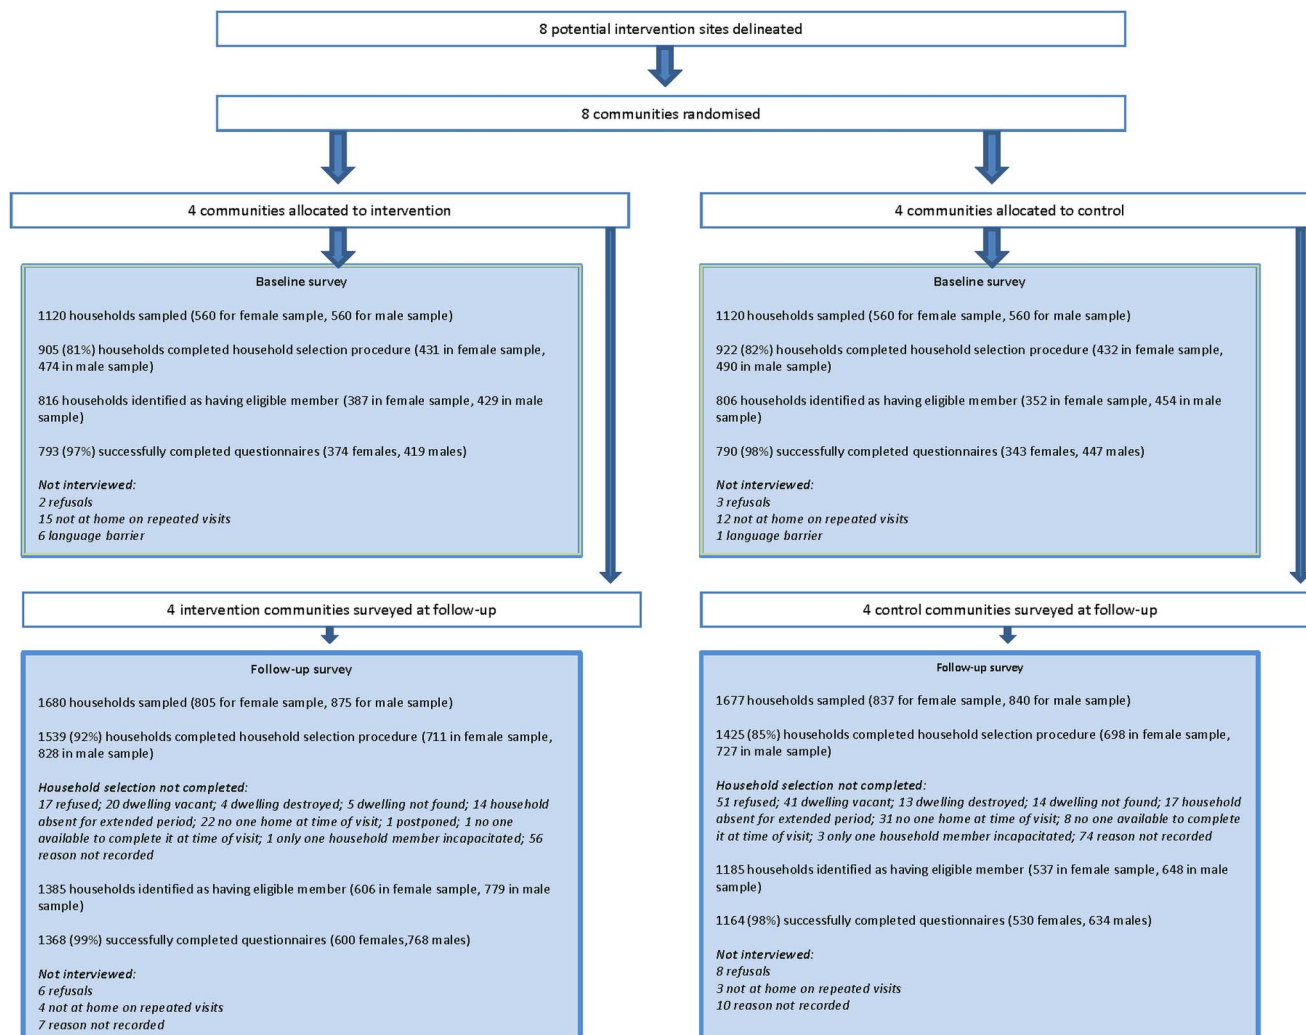 8 potential intervention sites delineated
8 communities randomised
4 communities allocated to intervention
Baseline survey
1120 households sampled (560 for female sample, 560 for male sample)
905 (81%) households completed household selection procedure (431 in female sample,
474 in male sample)
816 households identified as having eligible member (387 in female sample, 429 in male
sample)
793 (97%) successfully completed questionnaires (374 females, 419 males)
Not interviewed:
2 refusals
15 not at home on repeated visits
6 language barrier
4 communities allocated to control
Baseline survey
1120 households sampled (560 for female sample, 560 for male sample)
922 (82%) households completed household selection procedure (432 in female sample,
490 in male sample)
806 households identified as having eligible member (352 in female sample, 454 in male
sample)
790 (98%) successfully completed questionnaires (343 females, 447 males)
Not interviewed:
3 refusals
12 not at home on repeated visits
1 language barrier
4 intervention communities surveyed at follow-up
Follow-up survey
1680 households sampled (805 for female sample, 875 for male sample)
1539 (92%) households completed household selection procedure (711 in female sample,
828 in male sample)
Household selection not completed:
17 refused; 20 dwelling vacant; 4 dwelling destroyed; 5 dwelling not found; 14 household
absent for extended period; 22 no one home at time of visit; 1 postponed; 1 no one
available to complete it at time of visit; 1 only one household member incapacitated; 56
reason not recorded
1385 households identified as having eligible member (606 in female sample, 779 in male
sample)
1368 (99%) successfully completed questionnaires (600 females,768 males)
Not interviewed:
6 refusals
4 not at home on repeated visits
7 reason not recorded
4 control communities surveyed at follow-up
Follow-up survey
1677 households sampled (837 for female sample, 840 for male sample)
1425 (85%) households completed household selection procedure (698 in female sample,
727 in male sample)
Household selection not completed:
51 refused; 41 dwelling vacant; 13 dwelling destroyed; 14 dwelling not found; 17 household
absent for extended period; 31 no one home at time of visit; 8 no one available to complete
it at time of visit; 3 only one household member incapacitated; 74 reason not recorded
1185 households identified as having eligible member (537 in female sample, 648 in male
sample)
1164 (98%) successfully completed questionnaires (530 females, 634 males)
Not interviewed:
8 refusals
3 not at home on repeated visits
10 reason not recorded